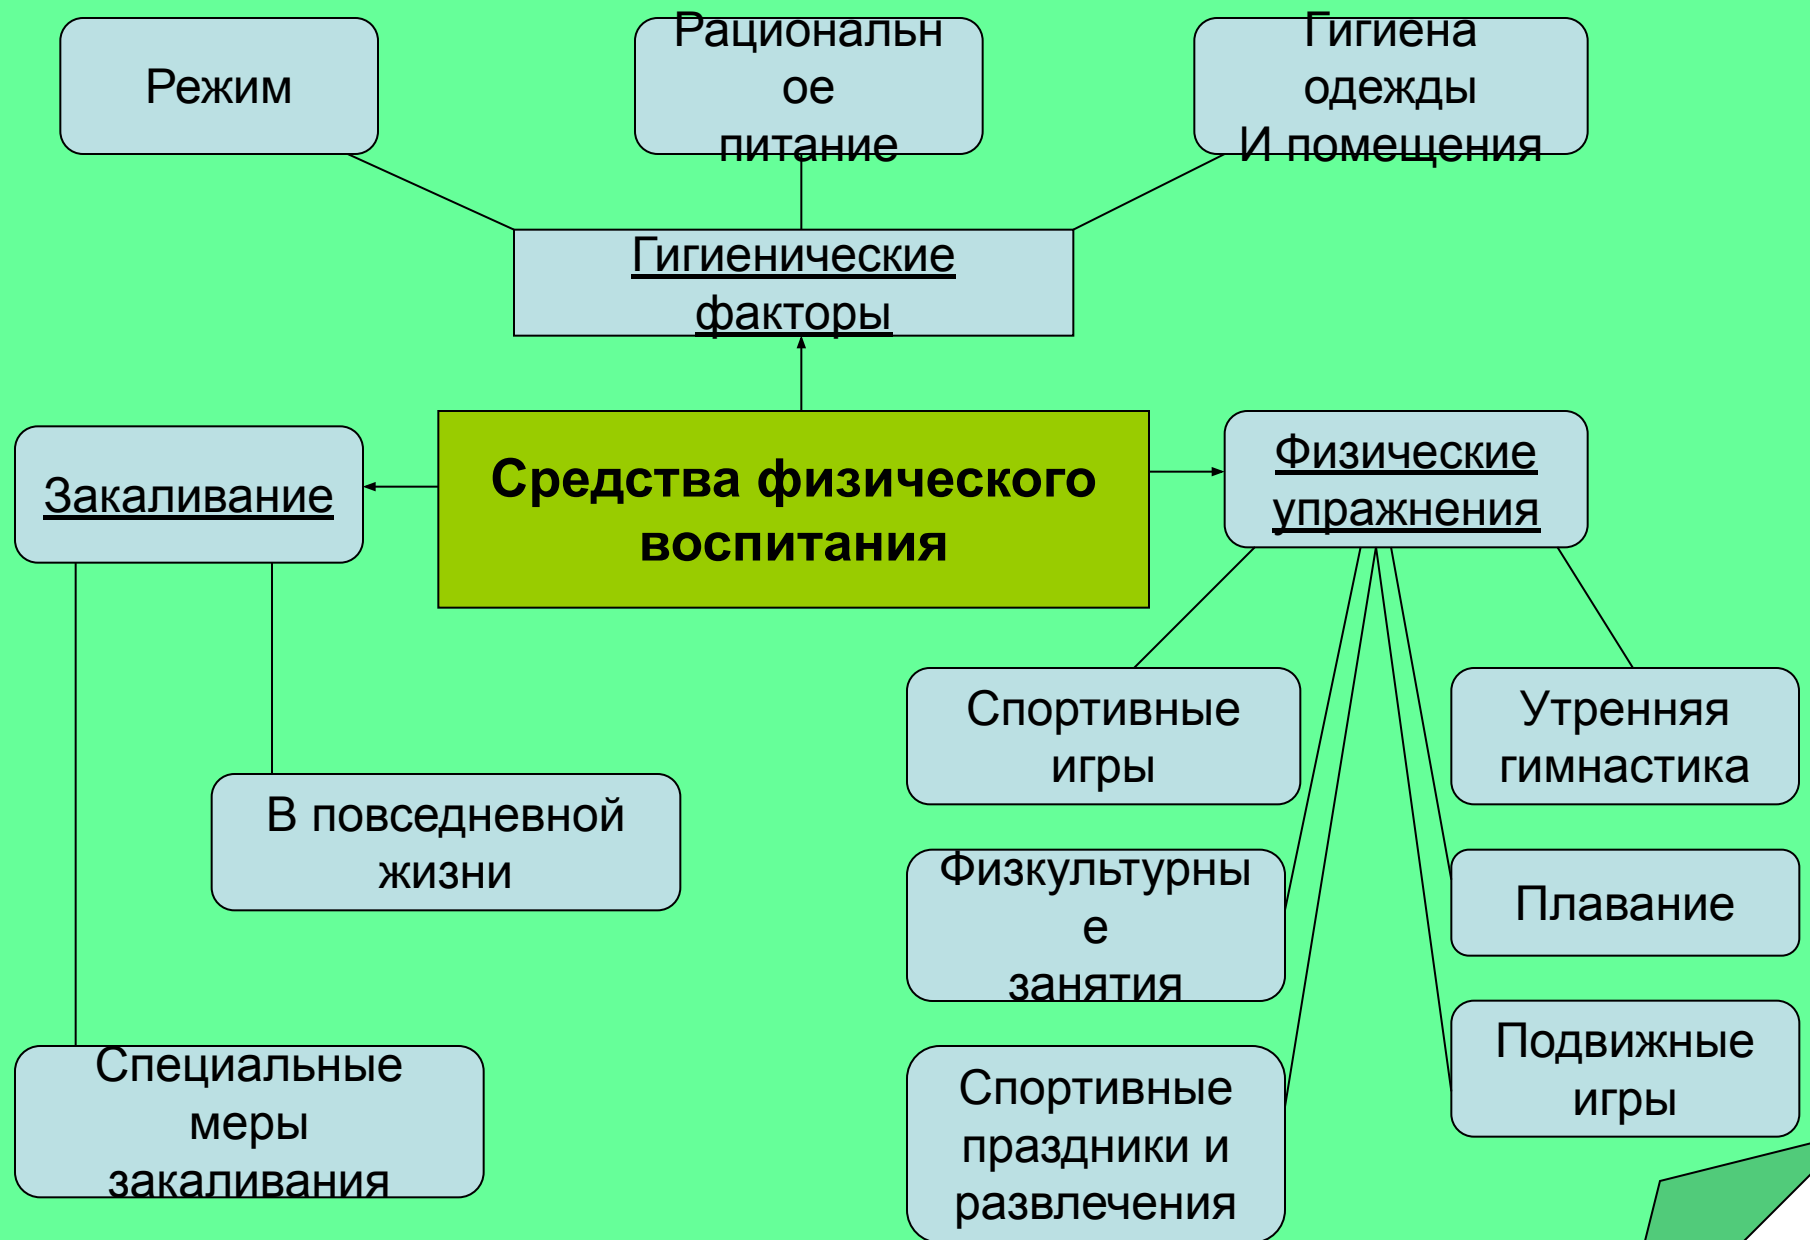 Режим
Рациональн
ое
питание
Гигиена
одежды
И помещения
Гигиенические
факторы
Закаливание
Средства физического
воспитания
Физические
упражнения
Спортивные
игры
Утренняя
гимнастика
В повседневной
жизни
Физкультурны
е
занятия
Плавание
Специальные
меры
закаливания
Спортивные
праздники и
развлечения
Подвижные
игры